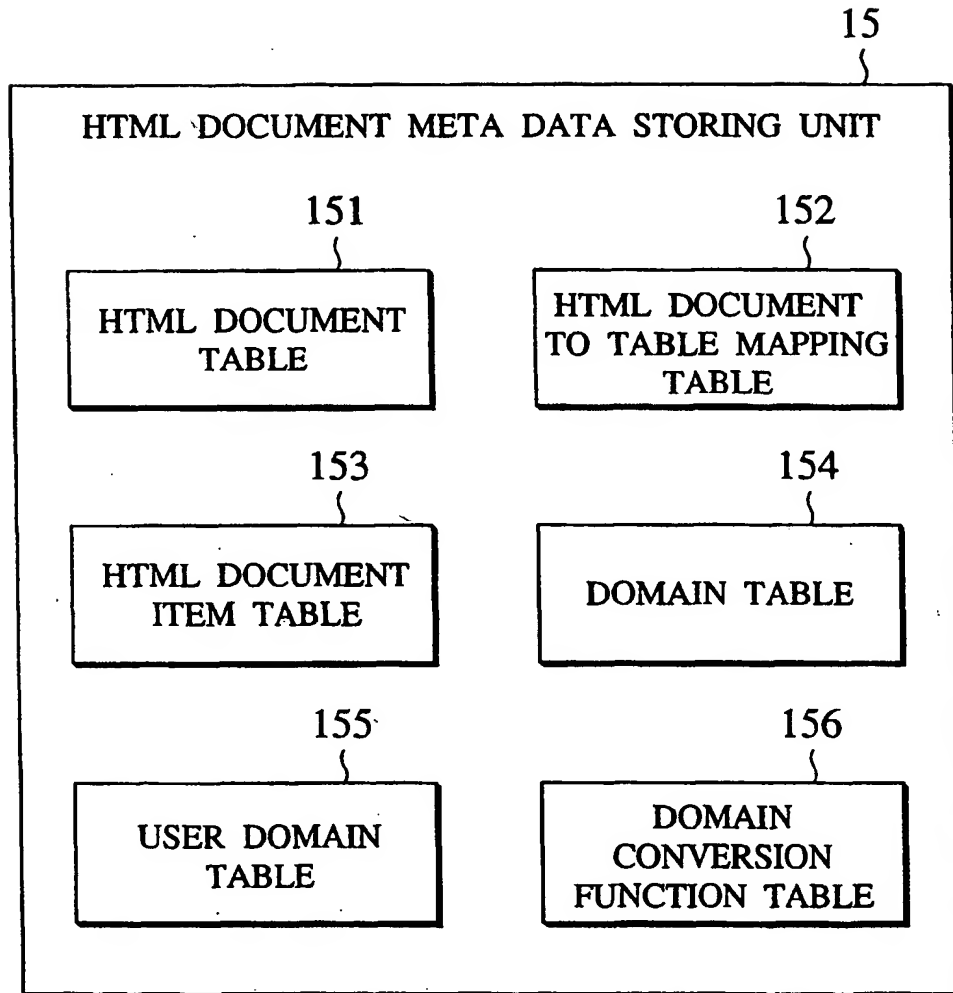 15
HTML DOCUMENT META DATA STORING UNIT
151
HTML DOCUMENT
TABLE
152
HTML DOCUMENT
TO TABLE MAPPING
TABLE
153
HTML DOCUMENT
ITEM TABLE
154
DOMAIN TABLE
155
USER DOMAIN
TABLE
156
DOMAIN
CONVERSION
FUNCTION TABLE